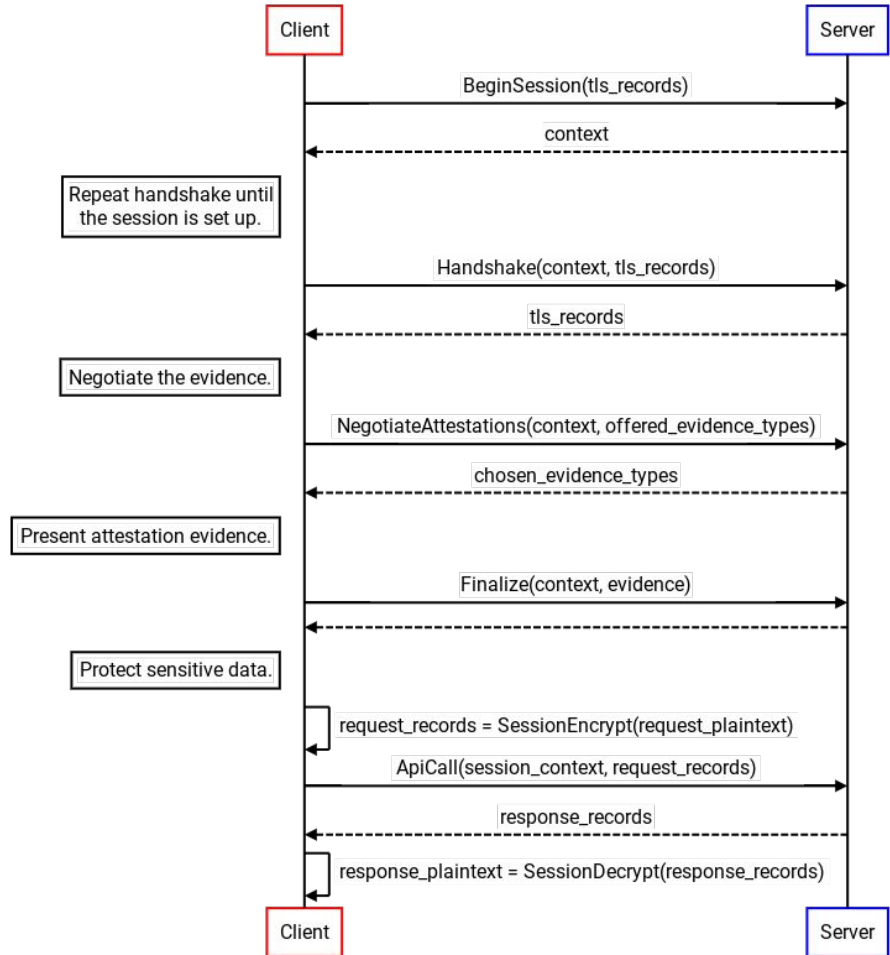 Client
Server
BeginSession(tls_records)
context
Repeat handshake until
the session is set up.
Handshake(context, tls_records)
tls_records
Negotiate the evidence.
NegotiateAttestations(context, offered_evidence_types)
chosen_evidence_types
Present attestation evidence.
Finalize(context, evidence)
Protect sensitive data.
request_records = SessionEncrypt(request_plaintext)
ApiCall(session_context, request_records)
response_records
response_plaintext = SessionDecrypt(response_records)
Client
Server